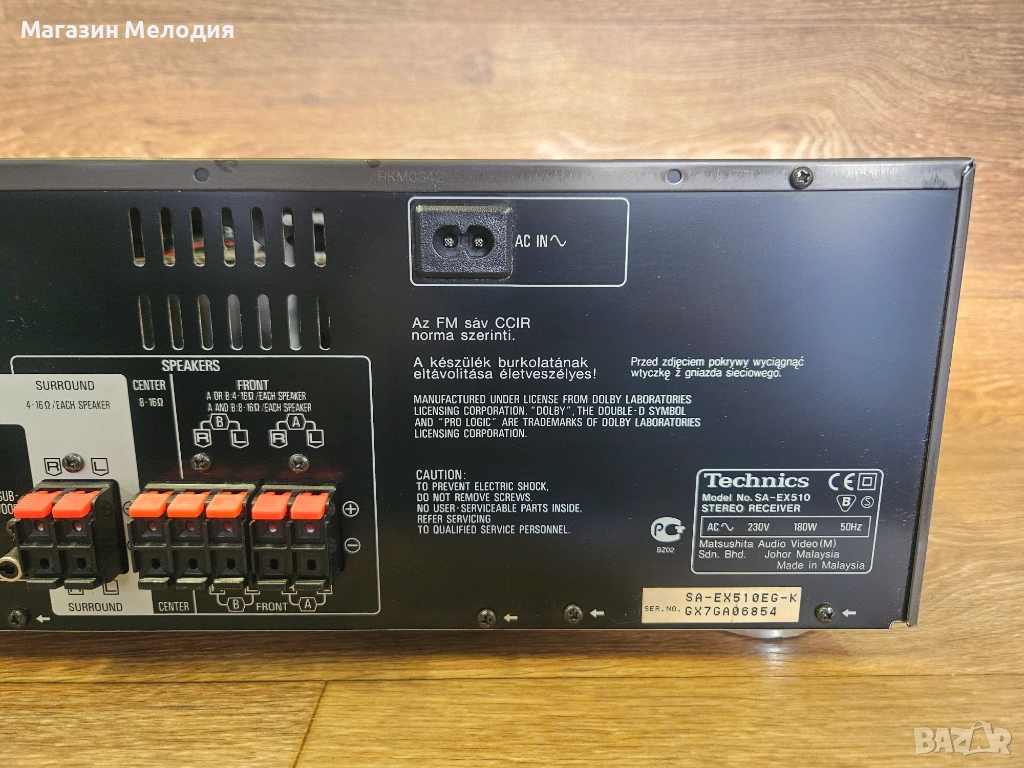 Магазин Мелодия
RKM0342
AC IN
Az FM sáv CCIR
norma szerinti.
A készülék burkolatának
eltávolítása életveszélyes!
Przed zdjęciem pokrywy wyciągnąć
wtyczkę z gniazda sieciowego.
MANUFACTURED UNDER LICENSE FROM DOLBY LABORATORIES
LICENSING CORPORATION. "DOLBY", THE DOUBLE-D SYMBOL
AND "PRO LOGIC" ARE TRADEMARKS OF DOLBY LABORATORIES
LICENSING CORPORATION.
SPEAKERS
SURROUND
4-16Ω/EACH SPEAKER
CENTER
8-16Ω
FRONT
A OR B:4-16Ω/EACH SPEAKER
A AND B:8-16Ω/EACH SPEAKER
B A
R L R L
R L
SUB-
+
−
R L
SURROUND CENTER B FRONT A
CAUTION:
TO PREVENT ELECTRIC SHOCK,
DO NOT REMOVE SCREWS.
NO USER-SERVICEABLE PARTS INSIDE.
REFER SERVICING
TO QUALIFIED SERVICE PERSONNEL.
BZ02
Technics CE
Model No. SA-EX510 B S
STEREO RECEIVER
AC 230V 180W 50Hz
Matsushita Audio Video(M)
Sdn. Bhd. Johor Malaysia
Made in Malaysia
SA-EX510EG-K
SER.NO. GX7GA06854
BAZAR